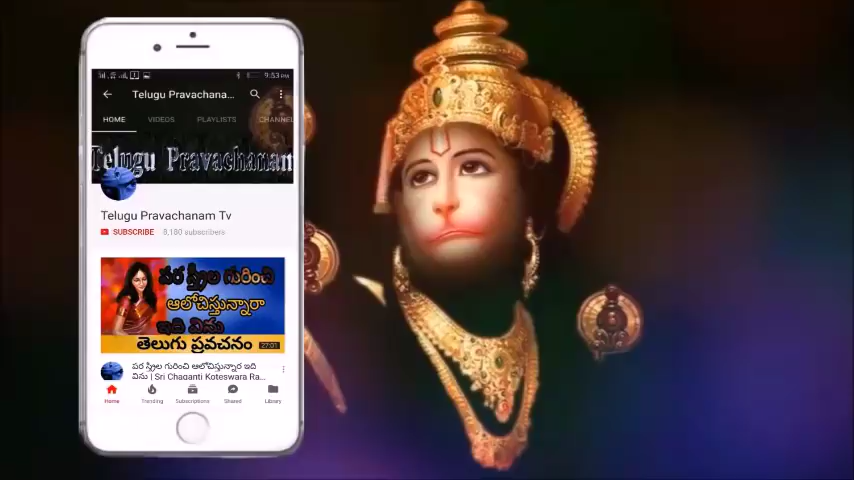 9:53 PM
Telugu Pravachana...
HOME VIDEOS PLAYLISTS CHANNEL
Telugu Pravachanam
Telugu Pravachanam Tv
SUBSCRIBE 8,180 subscribers
పర స్త్రీల గురించి
ఆలోచిస్తున్నారా
ఇది విను
తెలుగు ప్రవచనం 27:01
పర స్త్రీల గురించి ఆలోచిస్తున్నార ఇది
విను | Sri Chaganti Koteswara Ra...
Home Trending Subscriptions Shared Library